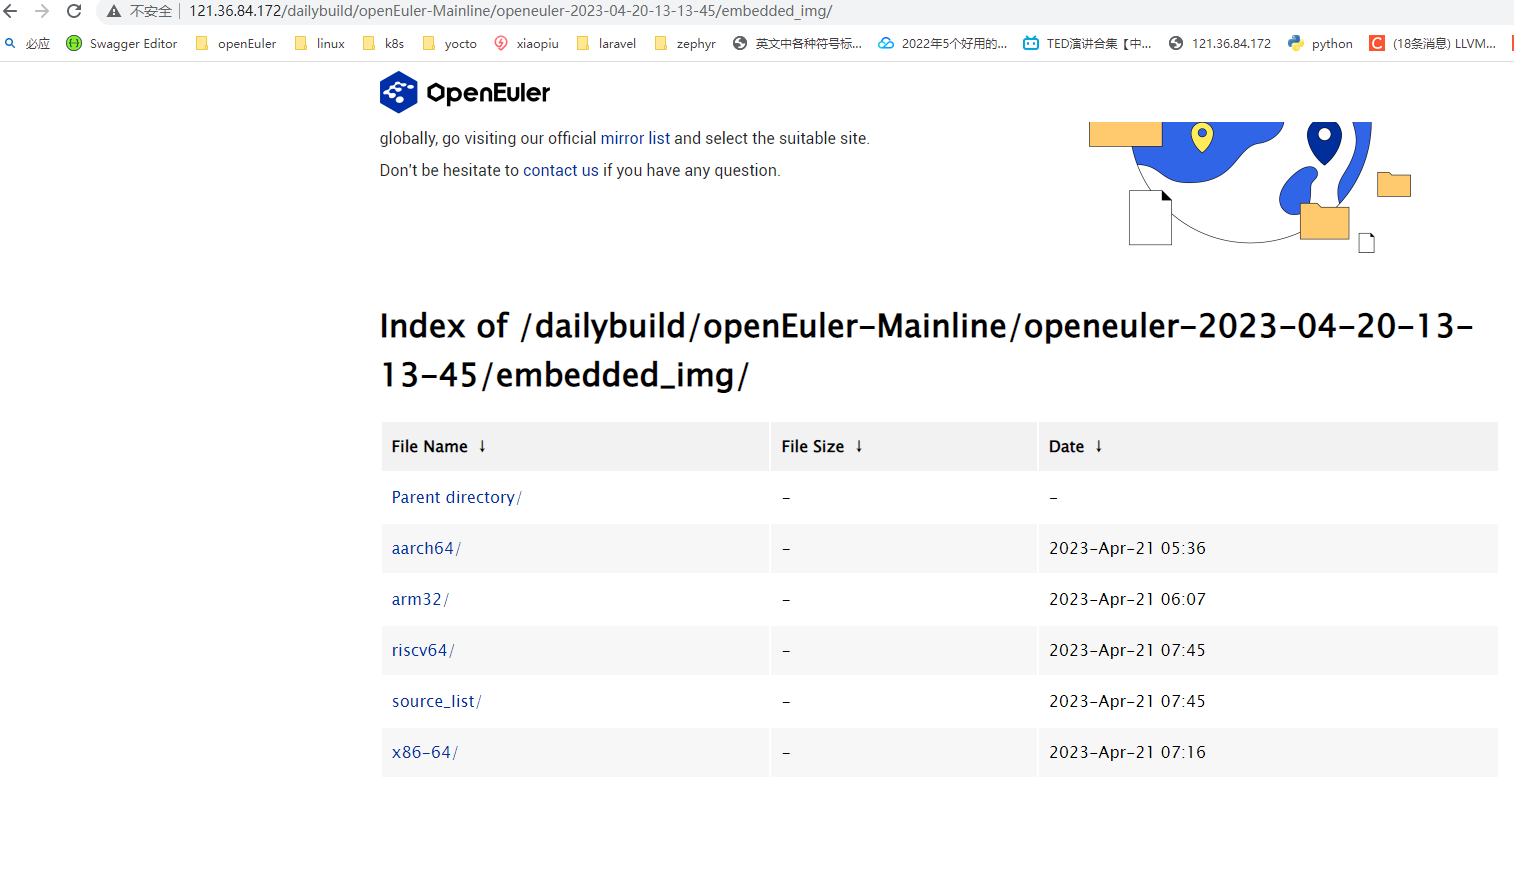 不安全 121.36.84.172/dailybuild/openEuler-Mainline/openeuler-2023-04-20-13-13-45/embedded_img/
必应 Swagger Editor openEuler linux k8s yocto xiaopiu laravel zephyr 英文中各种符号标... 2022年5个好用的... TED演讲合集【中... 121.36.84.172 python C (18条消息) LLVM...
OpenEuler
globally, go visiting our official mirror list and select the suitable site.
Don't be hesitate to contact us if you have any question.
Index of /dailybuild/openEuler-Mainline/openeuler-2023-04-20-13-
13-45/embedded_img/
File Name ↓ File Size ↓ Date ↓
Parent directory/ - -
aarch64/ - 2023-Apr-21 05:36
arm32/ - 2023-Apr-21 06:07
riscv64/ - 2023-Apr-21 07:45
source_list/ - 2023-Apr-21 07:45
x86-64/ - 2023-Apr-21 07:16